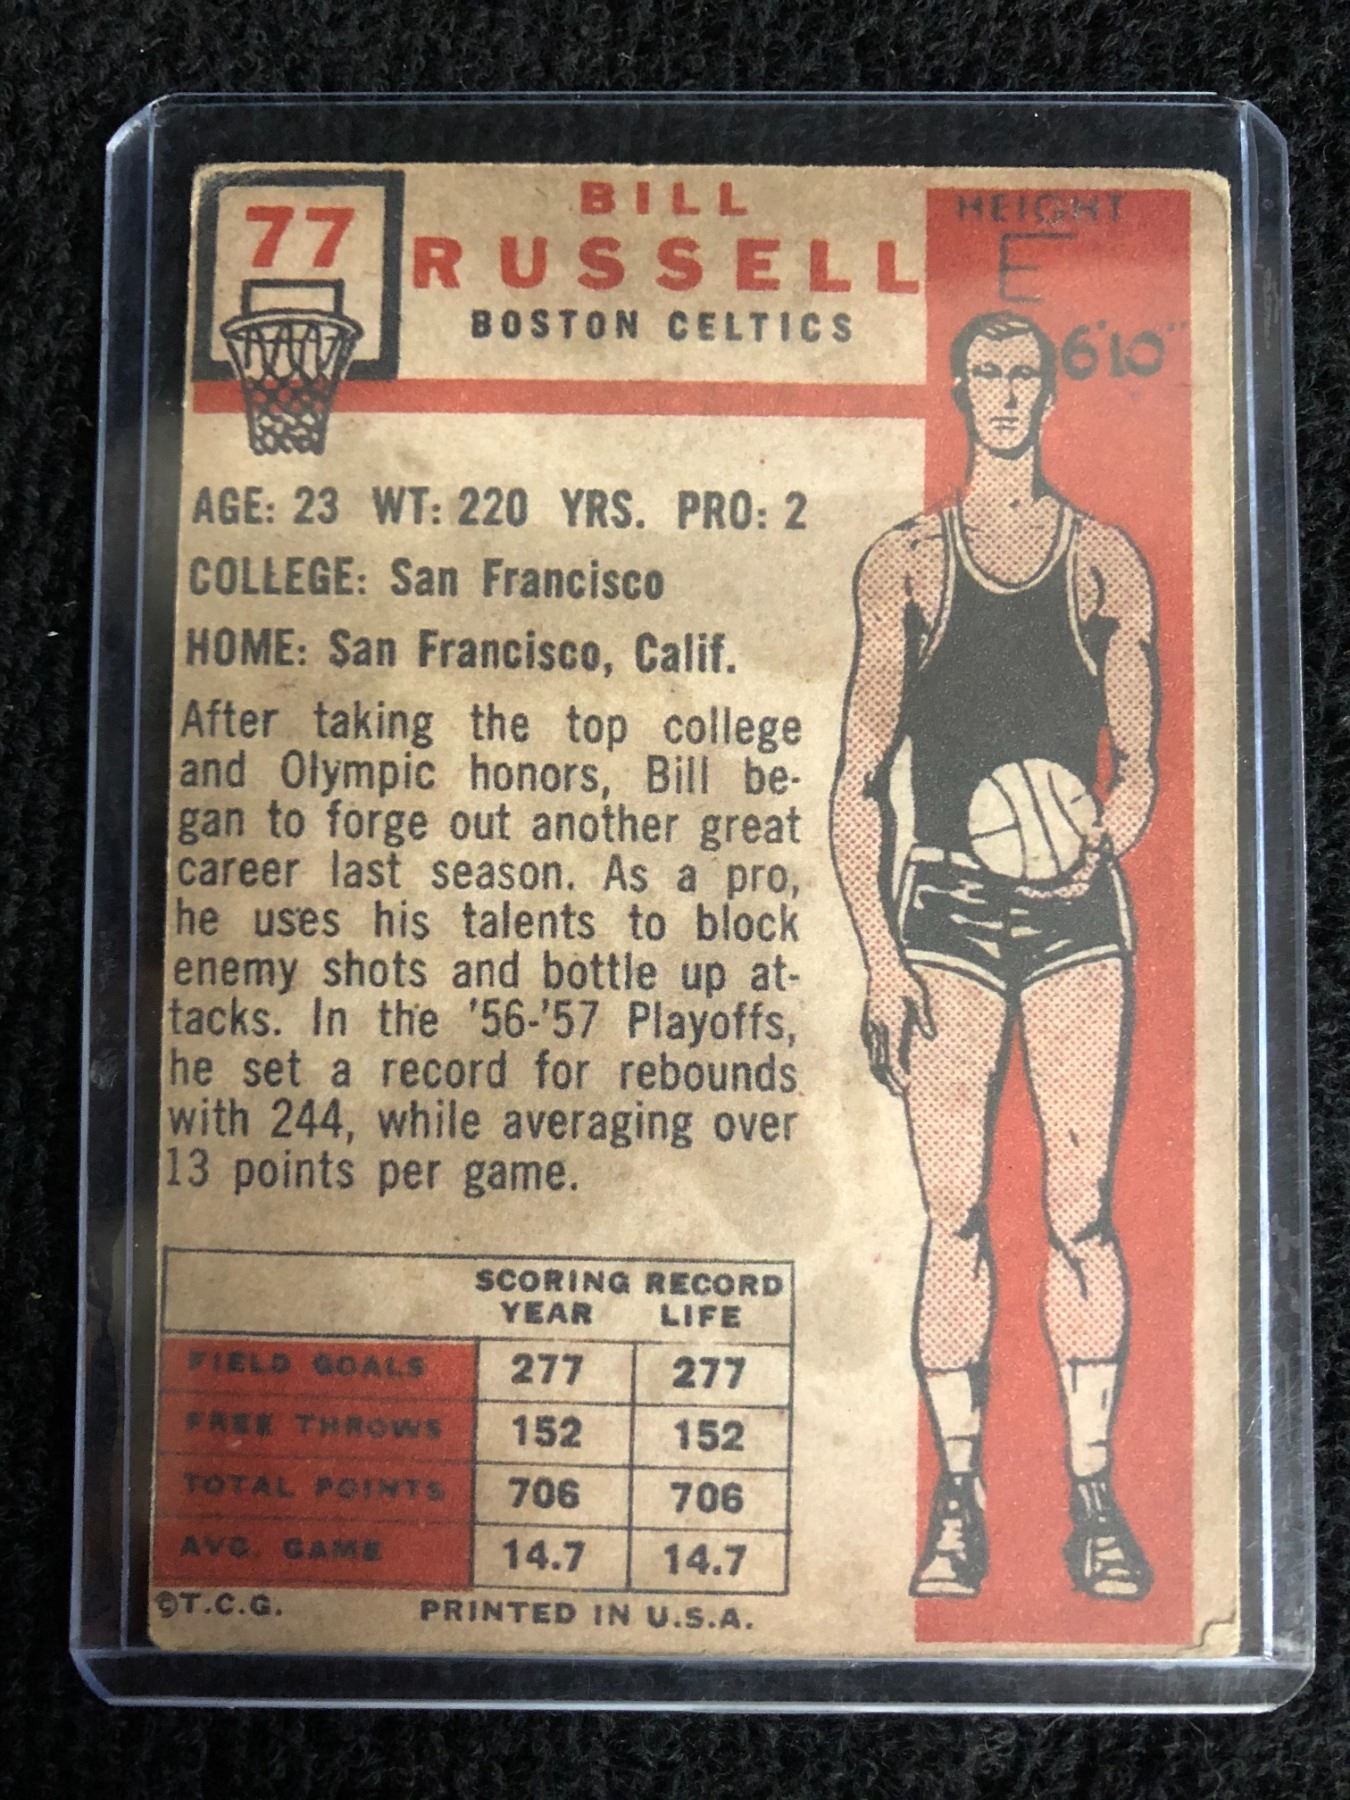 77
BILL
RUSSELL
BOSTON CELTICS
HEIGHT
6'10"
AGE: 23 WT: 220 YRS. PRO: 2
COLLEGE: San Francisco
HOME: San Francisco, Calif.
After taking the top college
and Olympic honors, Bill be-
gan to forge out another great
career last season. As a pro,
he uses his talents to block
enemy shots and bottle up at-
tacks. In the '56-'57 Playoffs,
he set a record for rebounds
with 244, while averaging over
13 points per game.
SCORING RECORD
YEAR LIFE
FIELD GOALS 277 277
FREE THROWS 152 152
TOTAL POINTS 706 706
AVG. GAME 14.7 14.7
©T.C.G. PRINTED IN U.S.A.